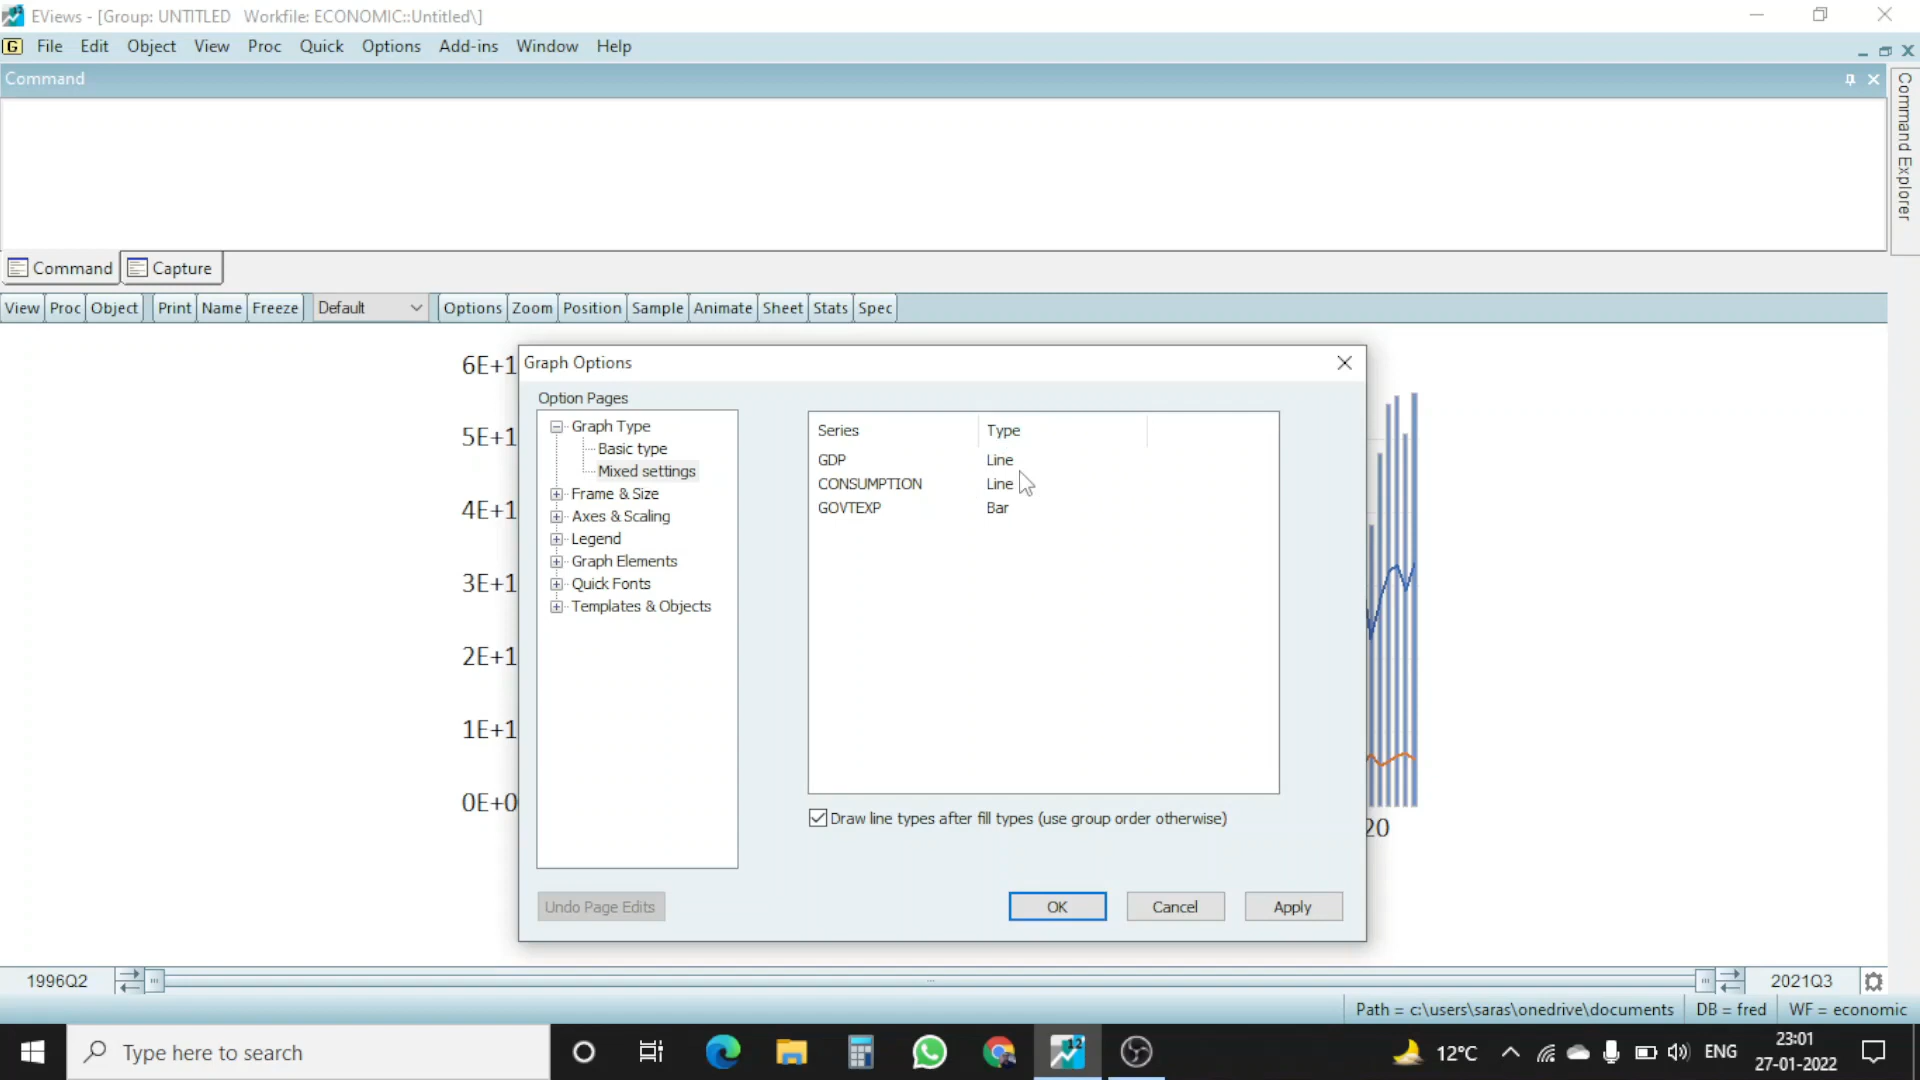 EViews - [Group: UNTITLED   Workfile: ECONOMIC::Untitled\]
G File Edit Object View Proc Quick Options Add-ins Window Help
Command
Command Explorer
Command Capture
View Proc Object Print Name Freeze Default Options Zoom Position Sample Animate Sheet Stats Spec
6E+1
5E+1
4E+1
3E+1
2E+1
1E+1
0E+0
20
Graph Options
Option Pages
Graph Type
Basic type
Mixed settings
Frame & Size
Axes & Scaling
Legend
Graph Elements
Quick Fonts
Templates & Objects
Series Type
GDP Line
CONSUMPTION Line
GOVTEXP Bar
Draw line types after fill types (use group order otherwise)
Undo Page Edits OK Cancel Apply
1996Q2 2021Q3
Path = c:\users\saras\onedrive\documents DB = fred WF = economic
Type here to search
12
12°C ENG
23:01
27-01-2022